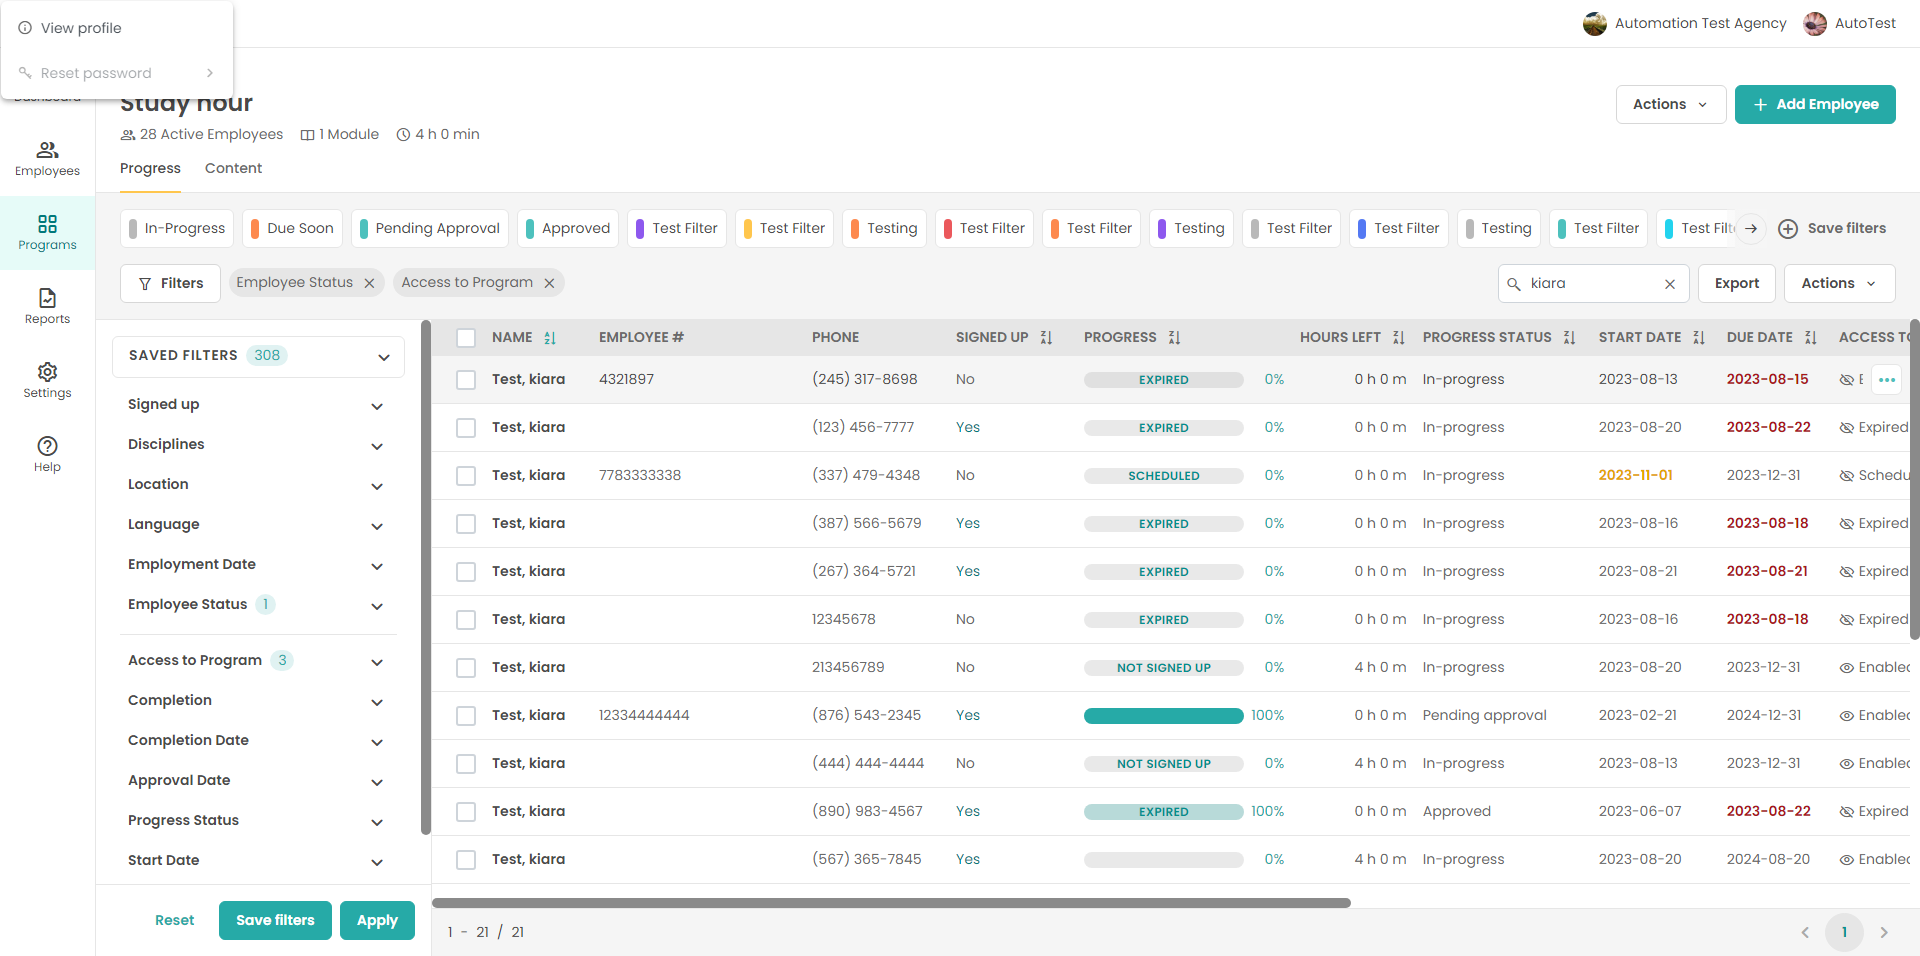 View profile
Reset password
Automation Test Agency AutoTest
Study hour
Actions
Add Employee
28 Active Employees 1 Module 4 h 0 min
Progress Content
Employees
Programs
Reports
Settings
Help
In-Progress Due Soon Pending Approval Approved Test Filter Test Filter Testing Test Filter Test Filter Testing Test Filter Test Filter Testing Test Filter Test Save filters
Filters Employee Status Access to Program kiara Export Actions
SAVED FILTERS 308
Signed up
Disciplines
Location
Language
Employment Date
Employee Status 1
Access to Program 3
Completion
Completion Date
Approval Date
Progress Status
Start Date
Reset Save filters Apply
NAME EMPLOYEE # PHONE SIGNED UP PROGRESS HOURS LEFT PROGRESS STATUS START DATE DUE DATE ACCESS
Test, kiara 4321897 (245) 317-8698 No EXPIRED 0% 0 h 0 m In-progress 2023-08-13 2023-08-15 E
Test, kiara (123) 456-7777 Yes EXPIRED 0% 0 h 0 m In-progress 2023-08-20 2023-08-22 Expired
Test, kiara 7783333338 (337) 479-4348 No SCHEDULED 0% 0 h 0 m In-progress 2023-11-01 2023-12-31 Schedu
Test, kiara (387) 566-5679 Yes EXPIRED 0% 0 h 0 m In-progress 2023-08-16 2023-08-18 Expired
Test, kiara (267) 364-5721 Yes EXPIRED 0% 0 h 0 m In-progress 2023-08-21 2023-08-21 Expired
Test, kiara 12345678 No EXPIRED 0% 0 h 0 m In-progress 2023-08-16 2023-08-18 Expired
Test, kiara 213456789 No NOT SIGNED UP 0% 4 h 0 m In-progress 2023-08-20 2023-12-31 Enabled
Test, kiara 12334444444 (876) 543-2345 Yes 100% 0 h 0 m Pending approval 2023-02-21 2024-12-31 Enabled
Test, kiara (444) 444-4444 No NOT SIGNED UP 0% 4 h 0 m In-progress 2023-08-13 2023-12-31 Enabled
Test, kiara (890) 983-4567 Yes EXPIRED 100% 0 h 0 m Approved 2023-06-07 2023-08-22 Expired
Test, kiara (567) 365-7845 Yes 0% 4 h 0 m In-progress 2023-08-20 2024-08-20 Enabled
1 - 21 / 21
1